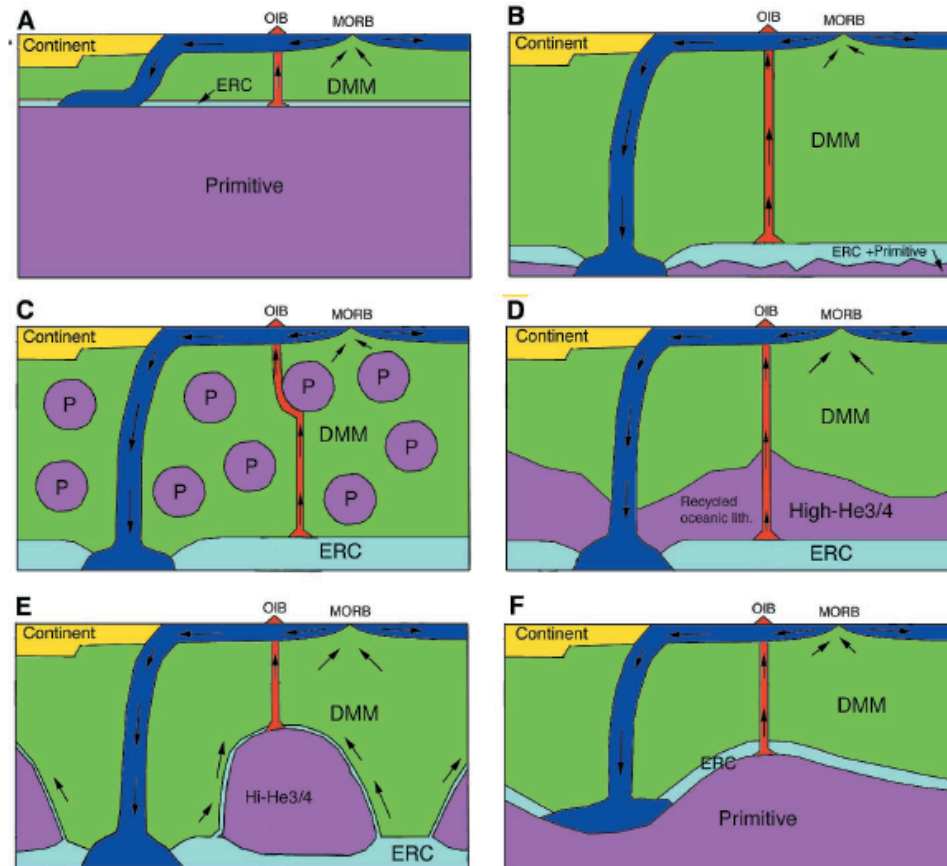 A
OIB
MORB
Continent
ERC
DMM
Primitive
B
OIB
MORB
Continent
DMM
ERC +Primitive
C
OIB
MORB
Continent
P
P
P
P
P
DMM
P
P
P
P
ERC
D
OIB
MORB
Continent
DMM
Recycled
oceanic lith.
High-He3/4
ERC
E
OIB
MORB
Continent
DMM
Hi-He3/4
ERC
F
OIB
MORB
Continent
DMM
ERC
Primitive